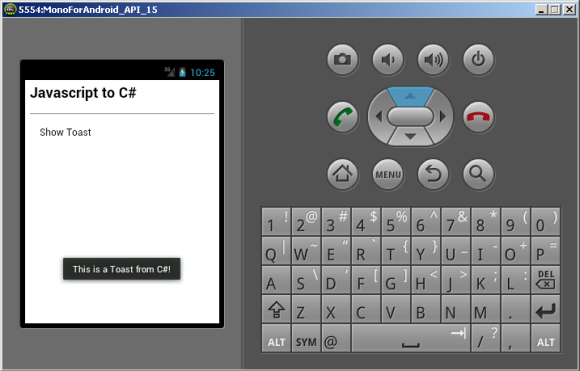 5554:MonoForAndroid_API_15
3G 10:25
Javascript to C#
Show Toast
This is a Toast from C#!
MENU
1 ! 2 @ 3 # 4 $ 5 % 6 ^ 7 & 8 * 9 ( 0 )
Q | W ~ E “ R ` T { Y } U _ I - O + P =
A S \ D ‘ F [ G ] H < J > K ; L : DEL
Z X C V B N M .
ALT SYM @ / ? , ALT